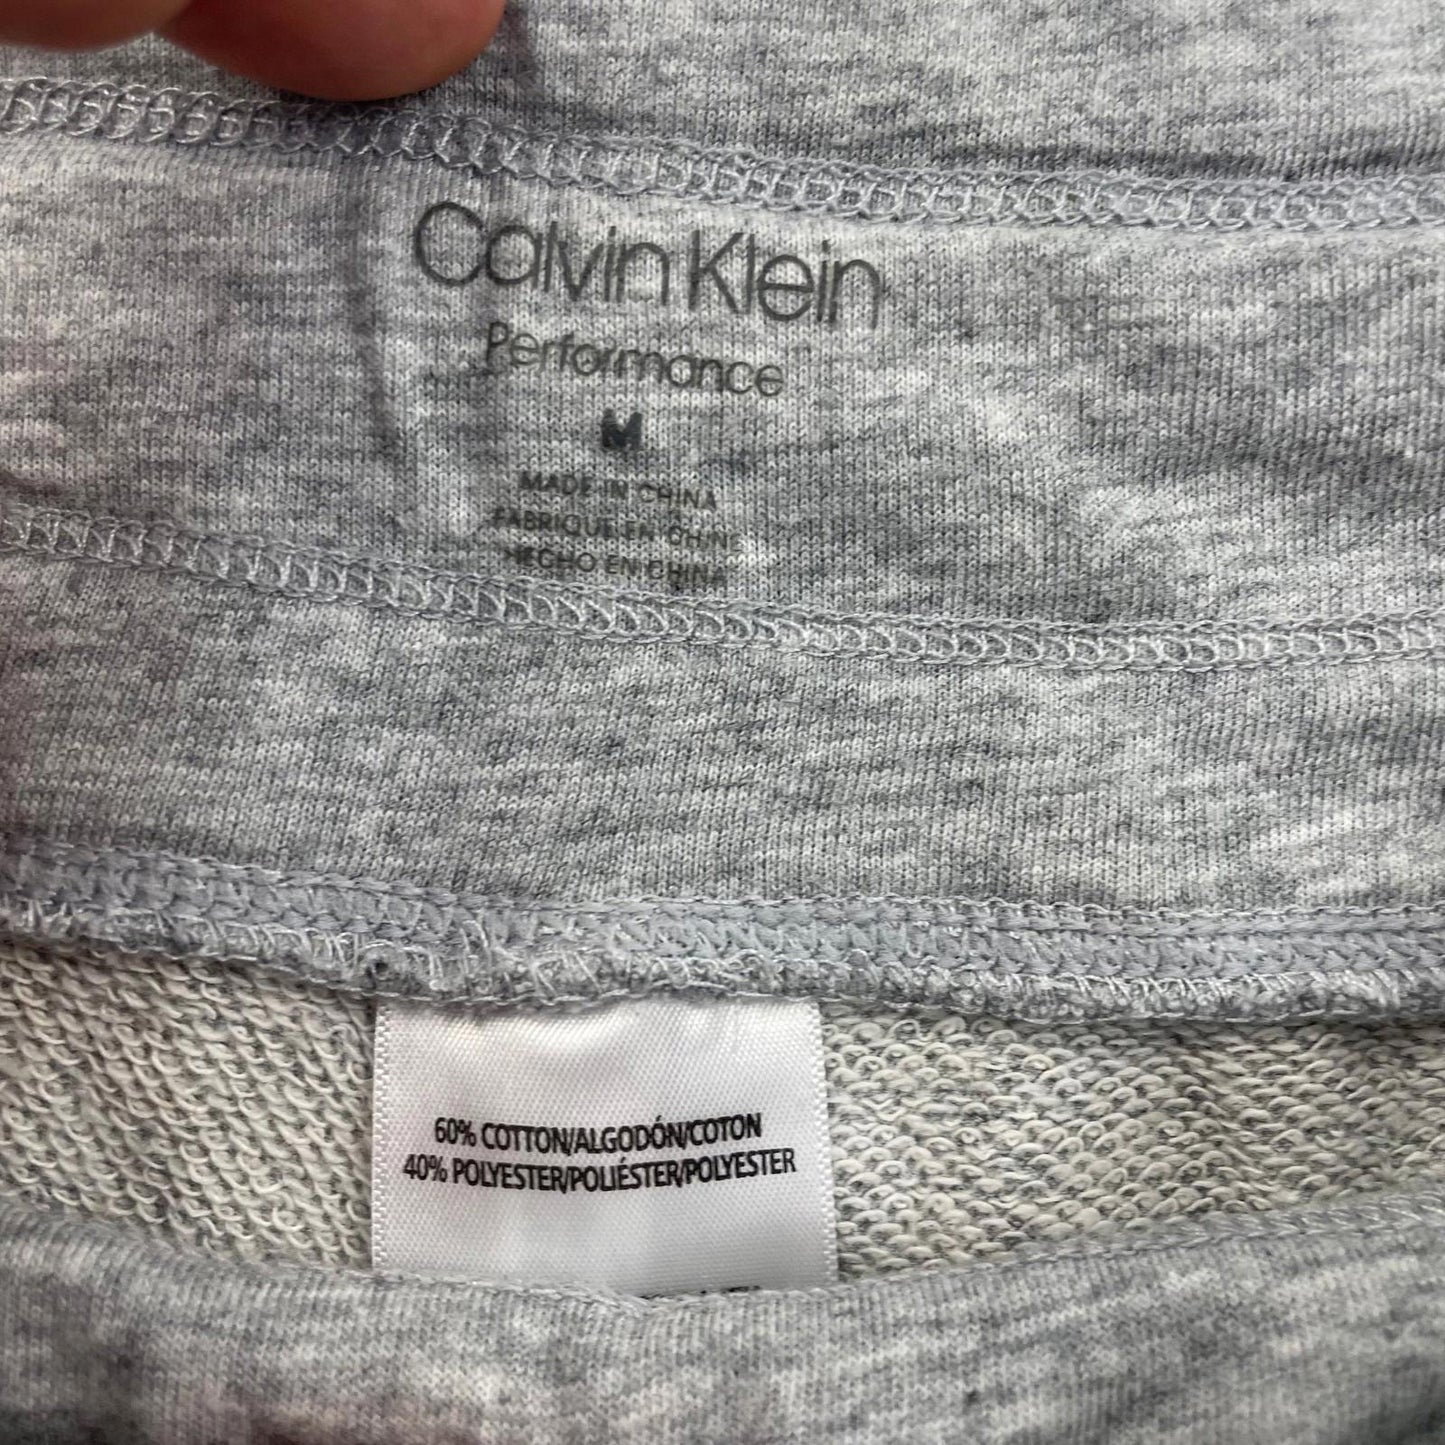 Calvin Klein
Performance
M
MADE IN CHINA
FABRIQUE EN CHINE
HECHO EN CHINA
60% COTTON/ALGODÓN/COTON
40% POLYESTER/POLIÉSTER/POLYESTER